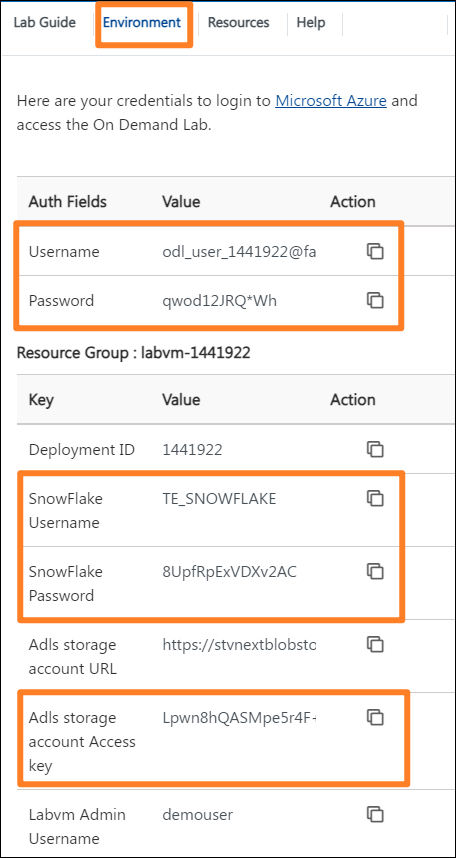 Lab Guide Environment Resources Help
Here are your credentials to login to Microsoft Azure and
access the On Demand Lab.
Auth Fields Value Action
Username odl_user_1441922@fa
Password qwod12JRQ*Wh
Resource Group : labvm-1441922
Key Value Action
Deployment ID 1441922
SnowFlake
Username
TE_SNOWFLAKE
SnowFlake
Password
8UpfRpExVDXv2AC
Adls storage
account URL
https://stvnextblobsto
Adls storage
account Access
key
Lpwn8hQASMpe5r4F-
Labvm Admin
Username
demouser